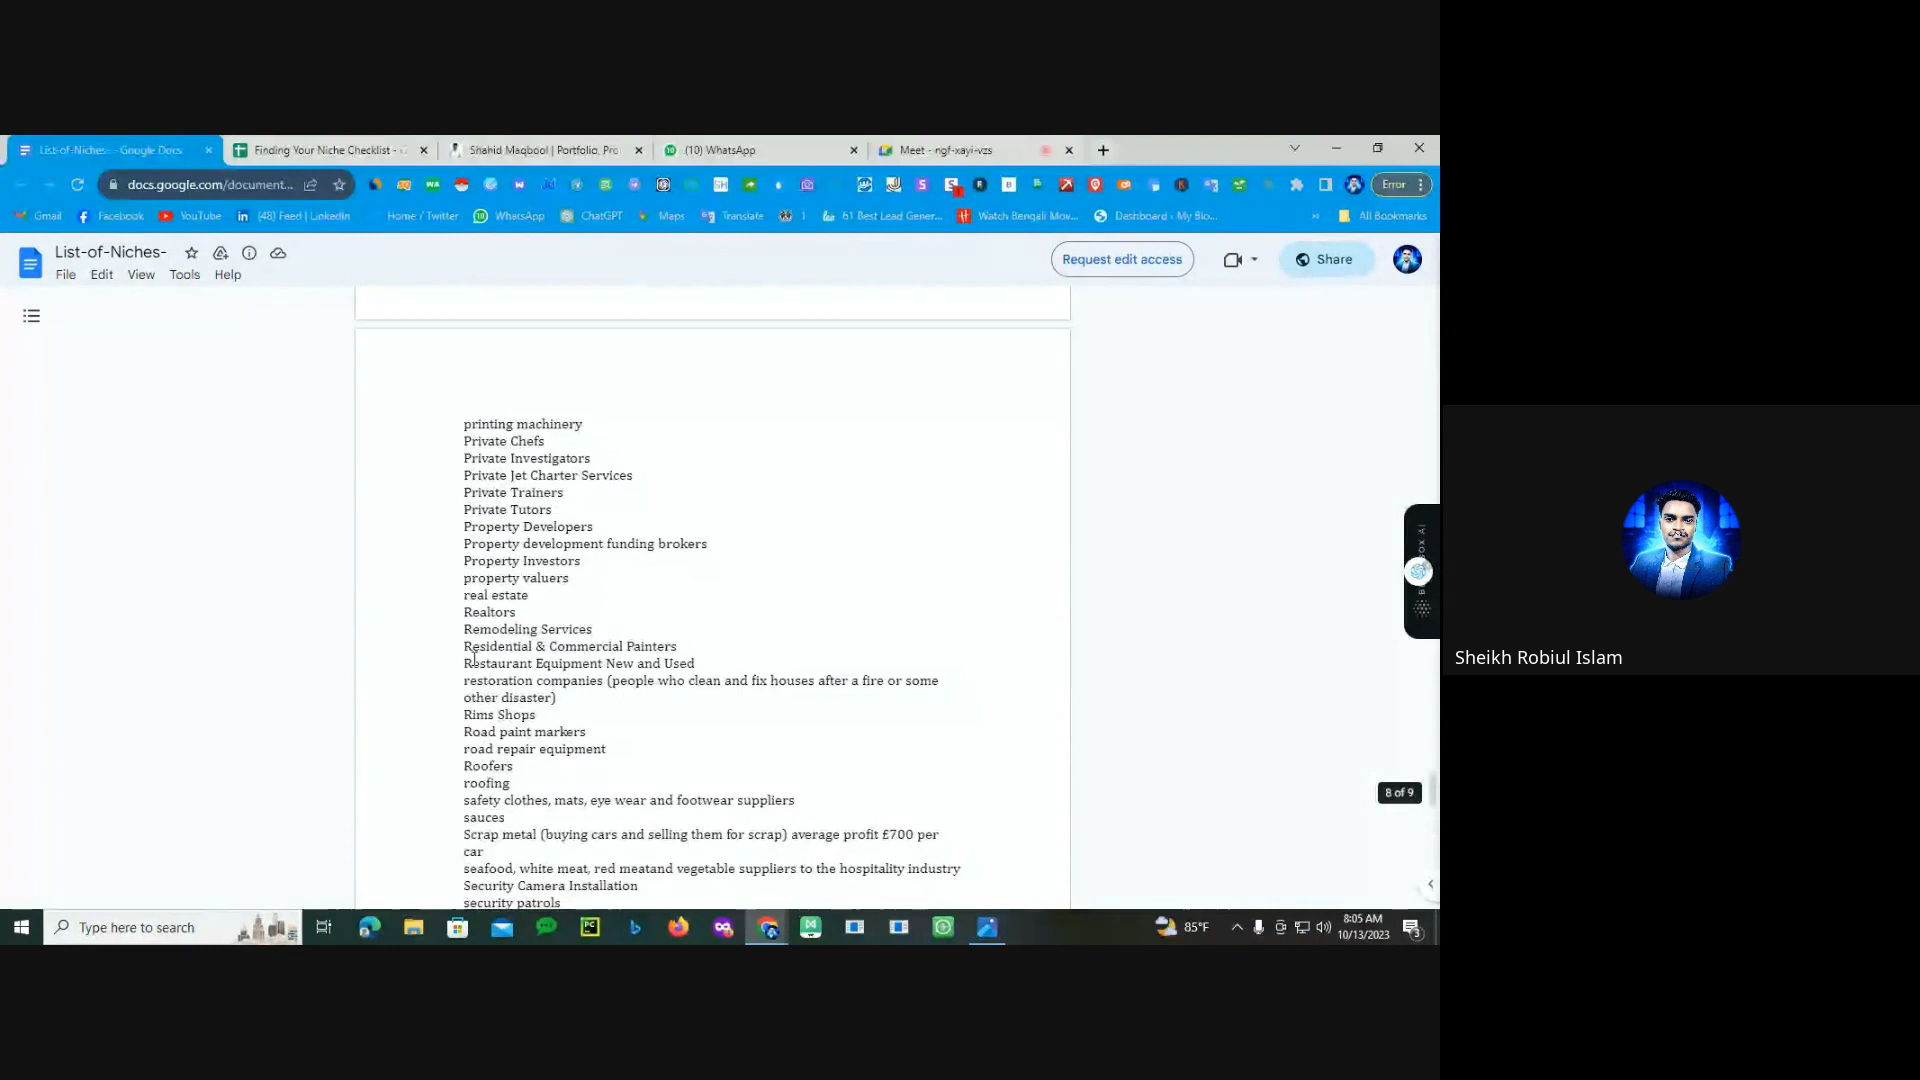 List-of-Niches- - Google Docs
Finding Your Niche Checklist -
Shahid Maqbool | Portfolio, Pro
(10) WhatsApp
Meet - ngf-xayi-vzs
docs.google.com/document...
Error
Gmail
Facebook
YouTube
(48) Feed | LinkedIn
Home / Twitter
WhatsApp
ChatGPT
Maps
Translate
61 Best Lead Gener...
Watch Bengali Mov...
Dashboard ‹ My Blo...
»
All Bookmarks
List-of-Niches-
File Edit View Tools Help
Request edit access
Share
printing machinery
Private Chefs
Private Investigators
Private Jet Charter Services
Private Trainers
Private Tutors
Property Developers
Property development funding brokers
Property Investors
property valuers
real estate
Realtors
Remodeling Services
Residential & Commercial Painters
Restaurant Equipment New and Used
restoration companies (people who clean and fix houses after a fire or some
other disaster)
Rims Shops
Road paint markers
road repair equipment
Roofers
roofing
safety clothes, mats, eye wear and footwear suppliers
sauces
Scrap metal (buying cars and selling them for scrap) average profit £700 per
car
seafood, white meat, red meatand vegetable suppliers to the hospitality industry
Security Camera Installation
security patrols
8 of 9
Sheikh Robiul Islam
Type here to search
85°F
8:05 AM
10/13/2023
3